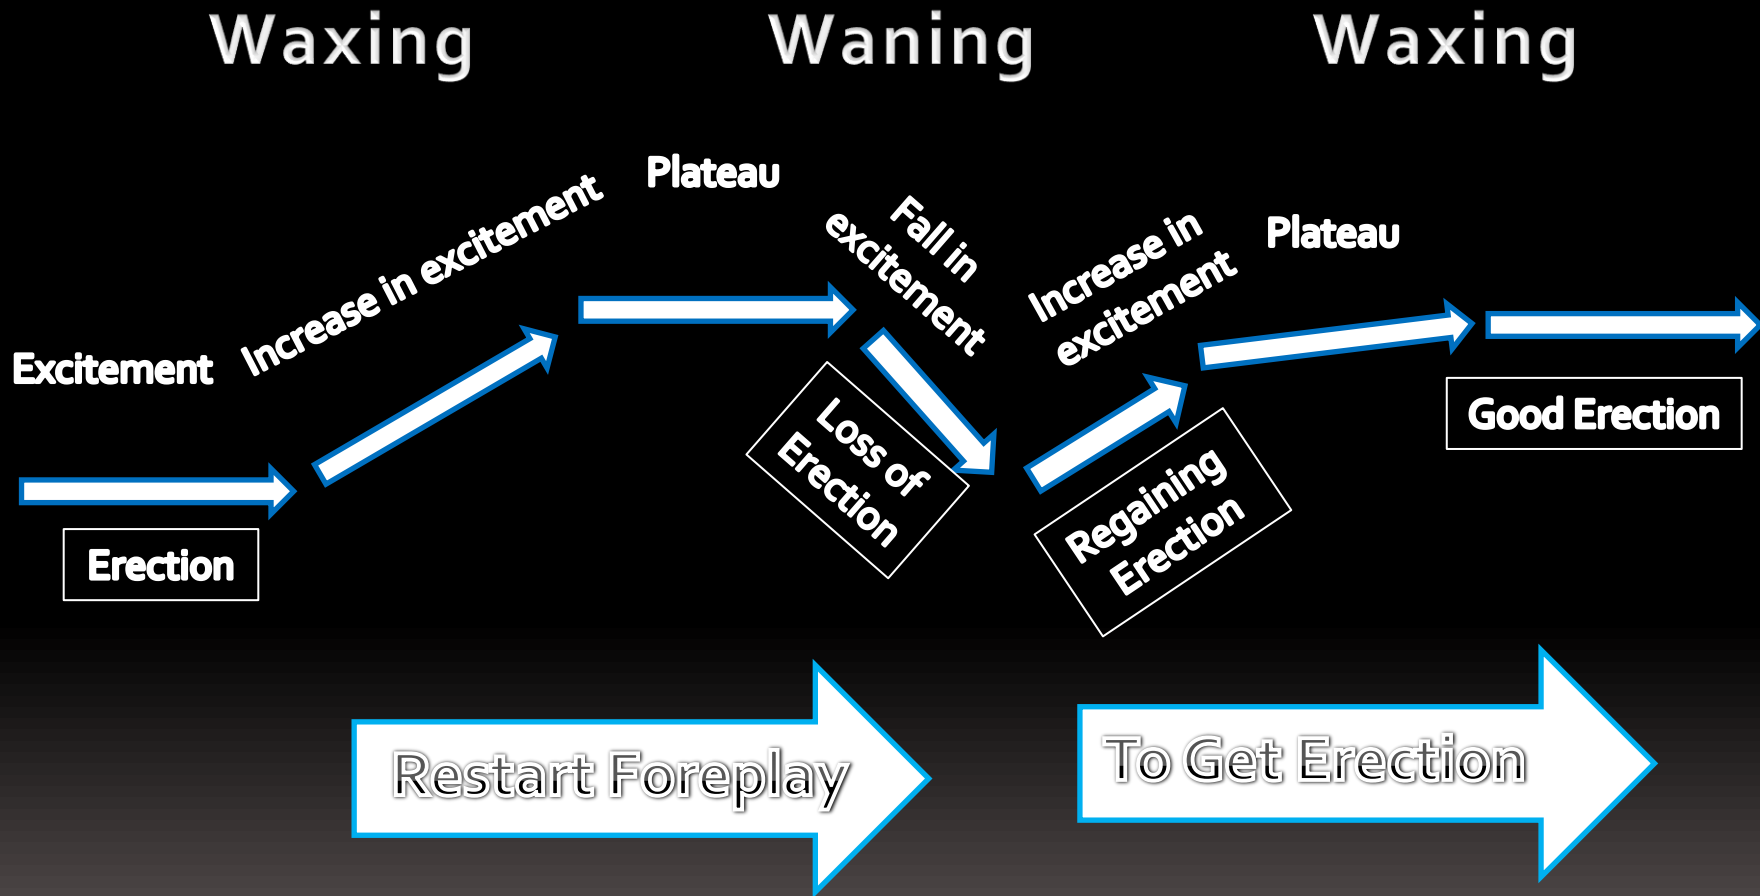 Waxing
Waning
Waxing
Excitement
Increase in excitement
Plateau
Fall in
excitement
Increase in
excitement
Plateau
Erection
Loss of
Erection
Regaining
Erection
Good Erection
Restart Foreplay
To Get Erection